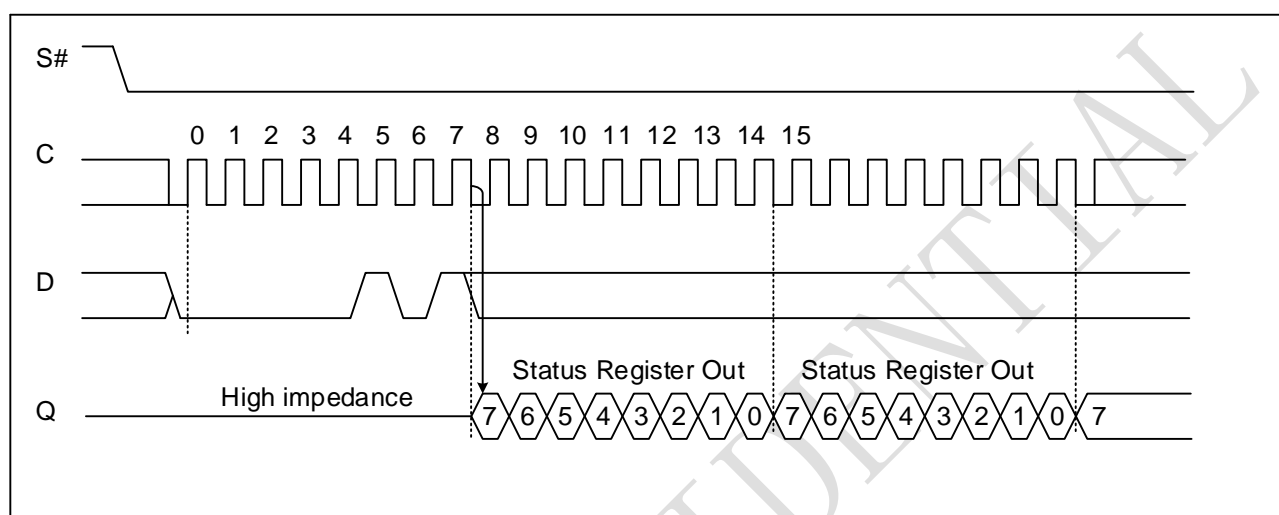 S#
0 1 2 3 4 5 6 7 8 9 10 11 12 13 14 15
C
D
Status Register Out Status Register Out
High impedance
Q 7 6 5 4 3 2 1 0 7 6 5 4 3 2 1 0 7